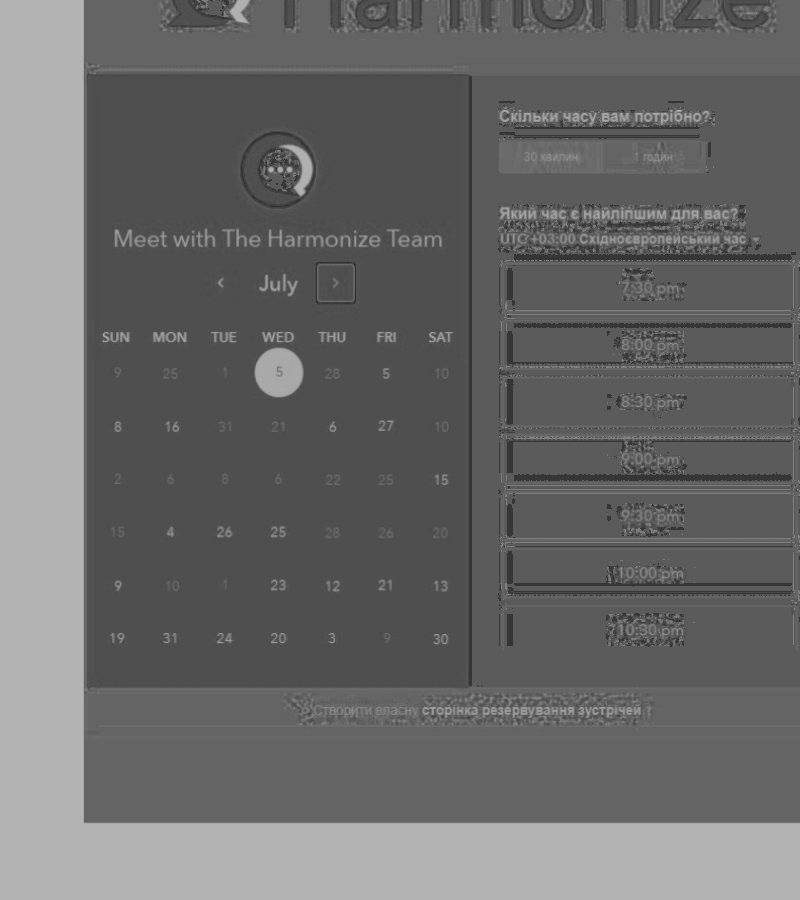 Harmonize
Meet with The Harmonize Team
July
SUN MON TUE WED THU FRI SAT
9 25 1 5 28 5 10
8 16 31 21 6 27 10
2 6 8 6 22 25 15
15 4 26 25 28 26 20
9 10 1 23 12 21 13
19 31 24 20 3 9 30
Скільки часу вам потрібно?
30 хвилин 1 годин
Який час є найліпшим для вас?
UTC +03:00 Східноєвропейський час
7:30 pm
8:00 pm
8:30 pm
9:00 pm
9:30 pm
10:00 pm
10:30 pm
Створити власну сторінка резервування зустрічей